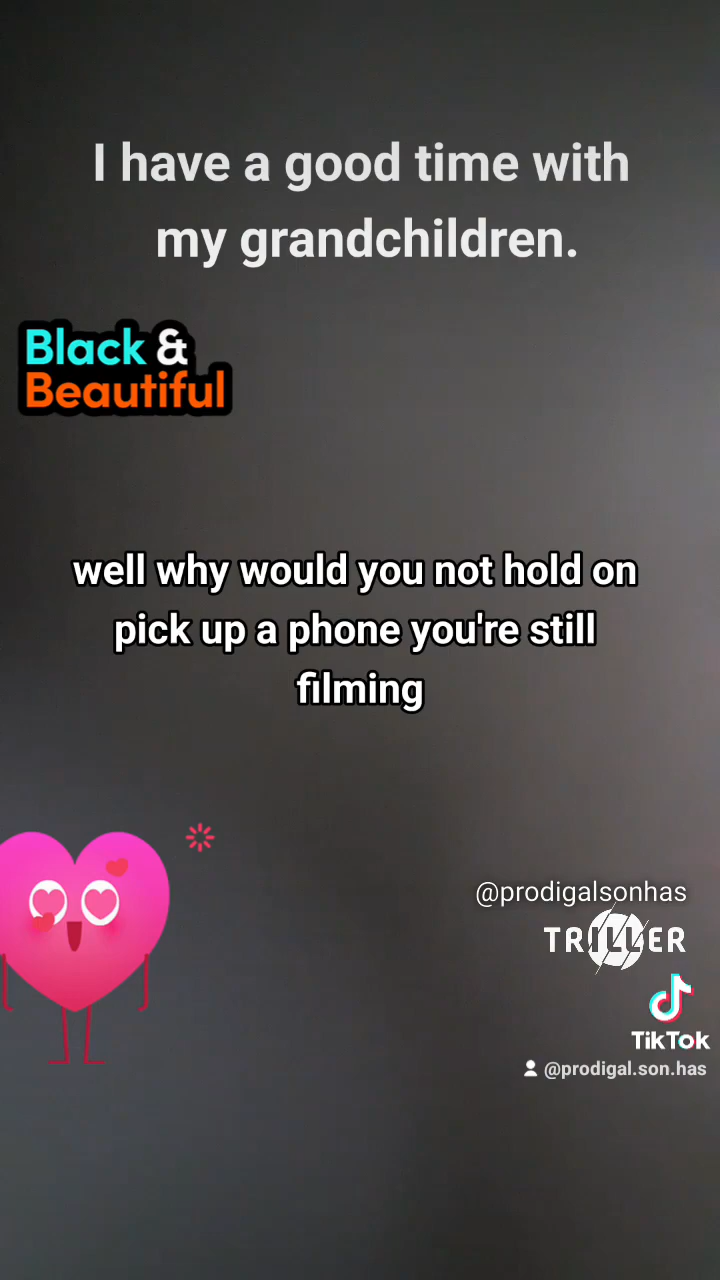 I have a good time with
my grandchildren.
Black &
Beautiful
well why would you not hold on
pick up a phone you're still
filming
@prodigalsonhas
TRILLER
TikTok
@prodigal.son.has